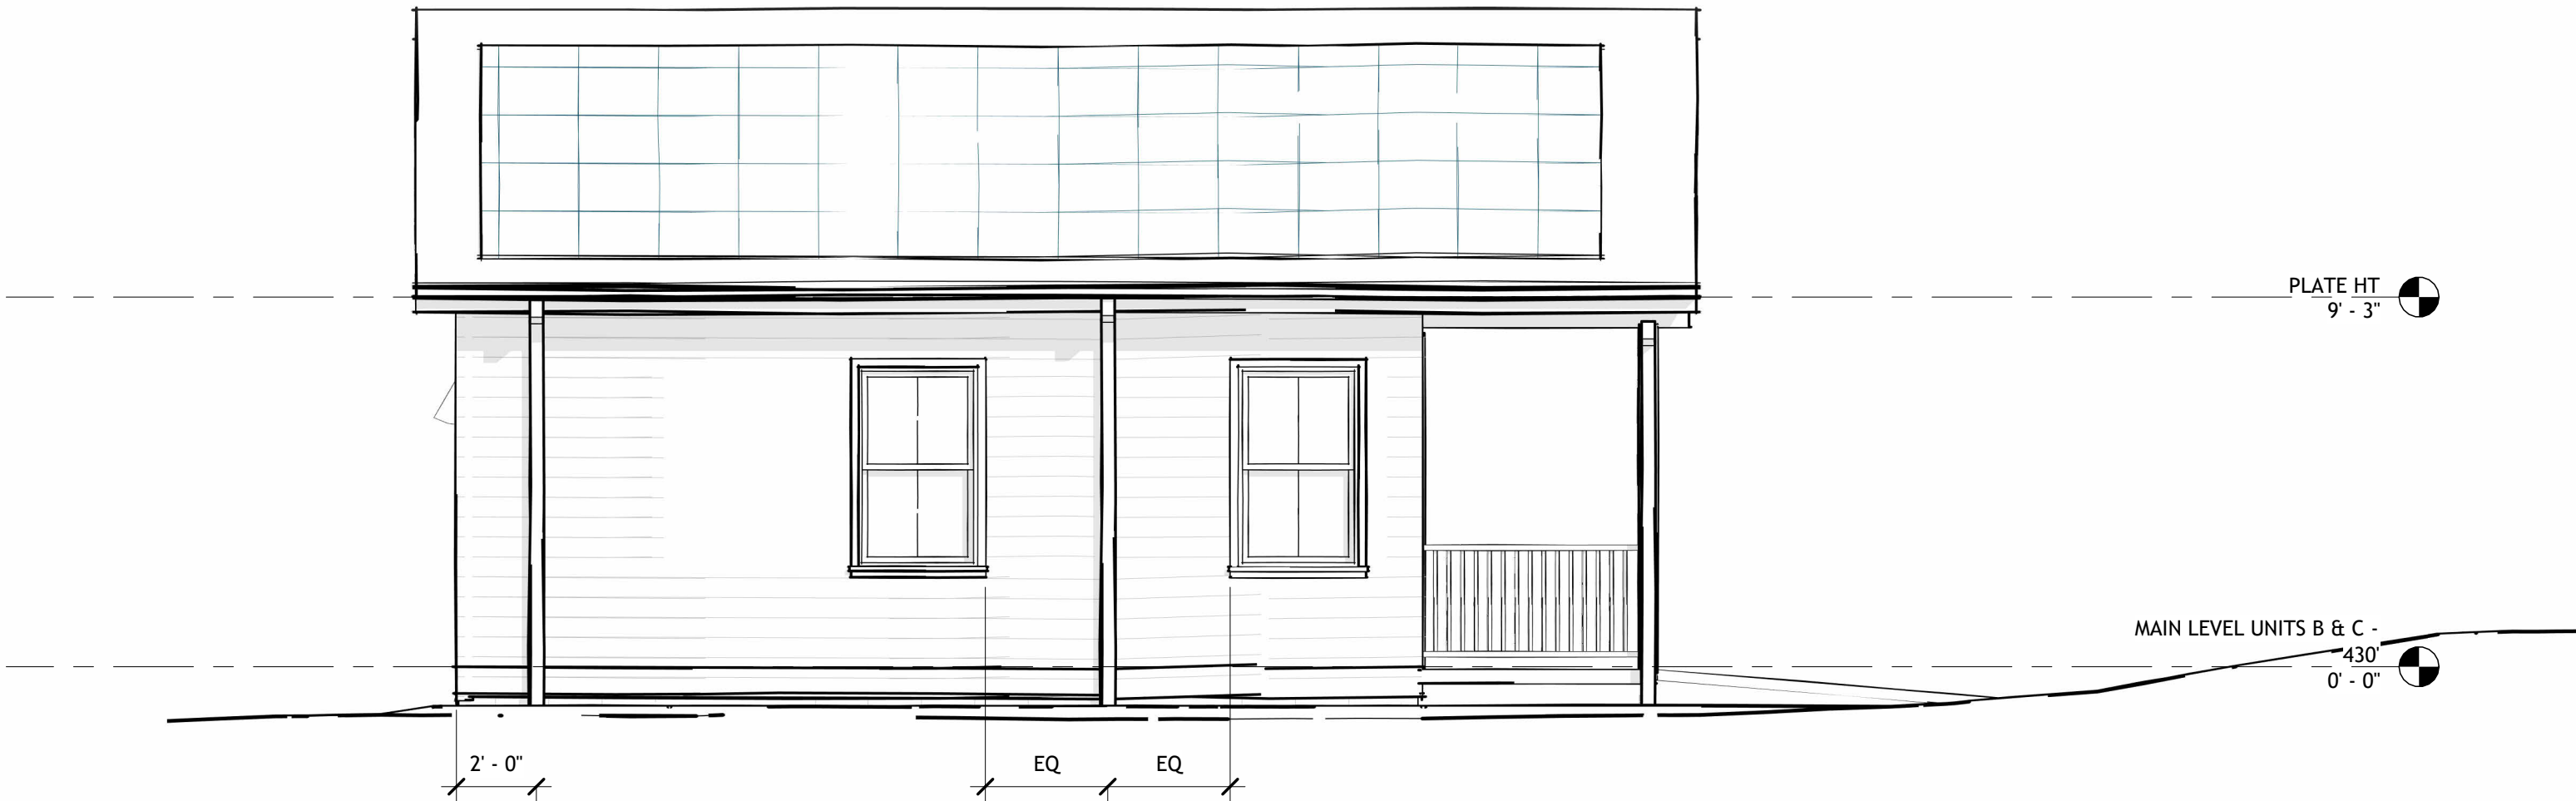 PLATE HT
9' - 3"
MAIN LEVEL UNITS B & C -
430'
0' - 0"
2' - 0"
EQ
EQ